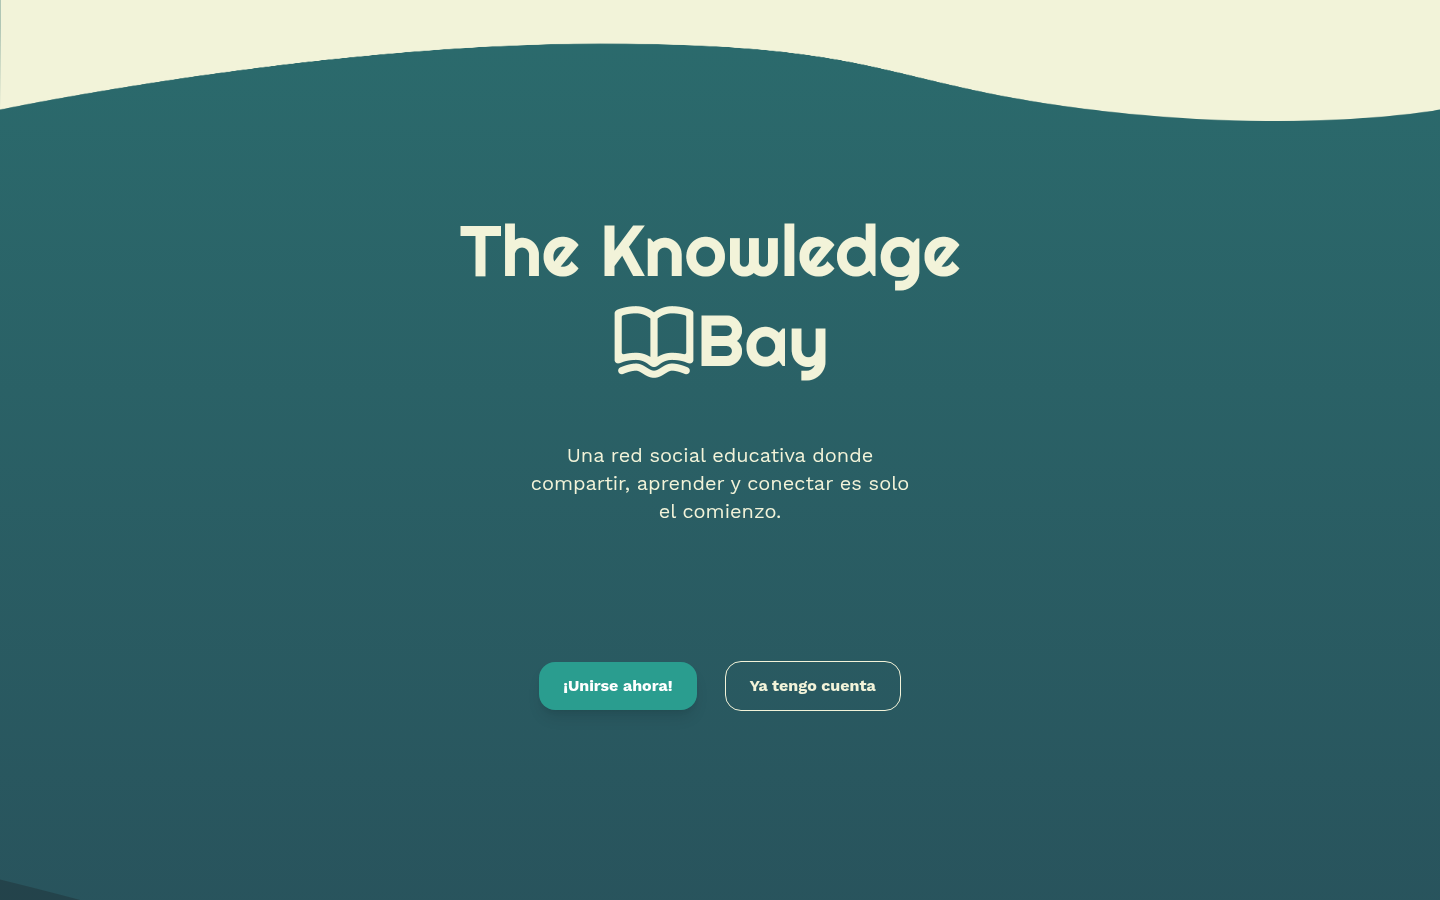 The Knowledge
Bay
Una red social educativa donde
compartir, aprender y conectar es solo
el comienzo.
¡Unirse ahora!
Ya tengo cuenta